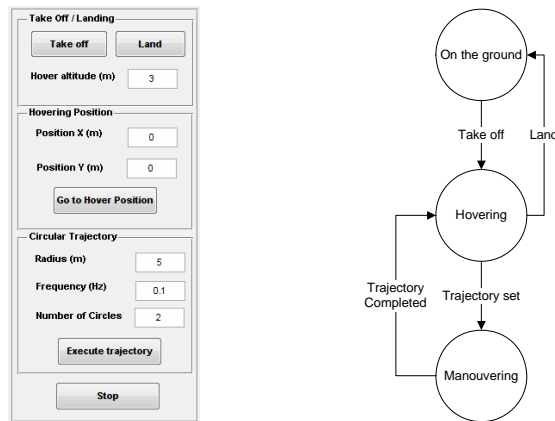 Take Off / Landing
Take off
Land
Hover altitude (m)
3
Hovering Position
Position X (m)
0
Position Y (m)
0
Go to Hover Position
Circular Trajectory
Radius (m)
5
Frequency (Hz)
0.1
Number of Circles
2
Execute trajectory
Stop
On the ground
Take off
Land
Hovering
Trajectory
Completed
Trajectory set
Manouvering